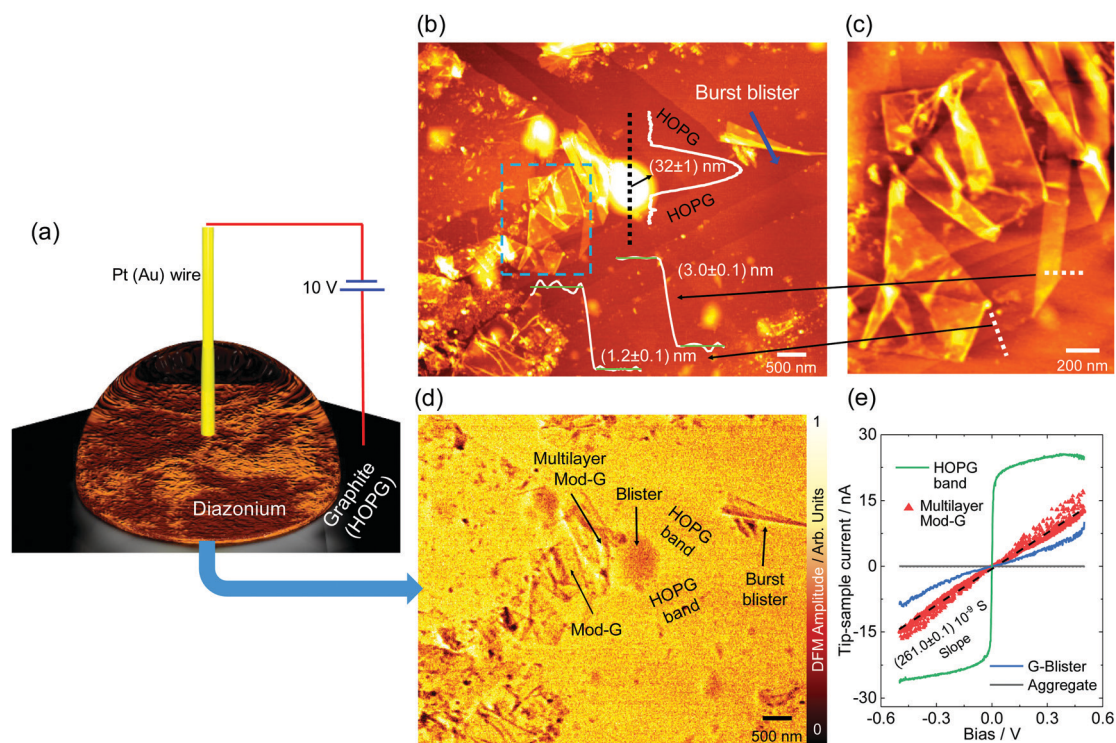 (a)
Pt (Au) wire
10 V
Diazonium
Graphite
(HOPG)
(b)
Burst blister
HOPG
(32±1) nm
HOPG
(3.0±0.1) nm
(1.2±0.1) nm
500 nm
(c)
200 nm
(d)
Multilayer
Mod-G
Blister
HOPG
band
HOPG
band
Mod-G
Burst
blister
500 nm
1
DFM Amplitude / Arb. Units
0
(e)
Tip-sample current / nA
30
15
0
-15
-30
HOPG
band
Multilayer
Mod-G
(261.0±0.1) 10⁻⁹ S
Slope
G-Blister
Aggregate
-0.6
-0.3
0.0
0.3
0.6
Bias / V